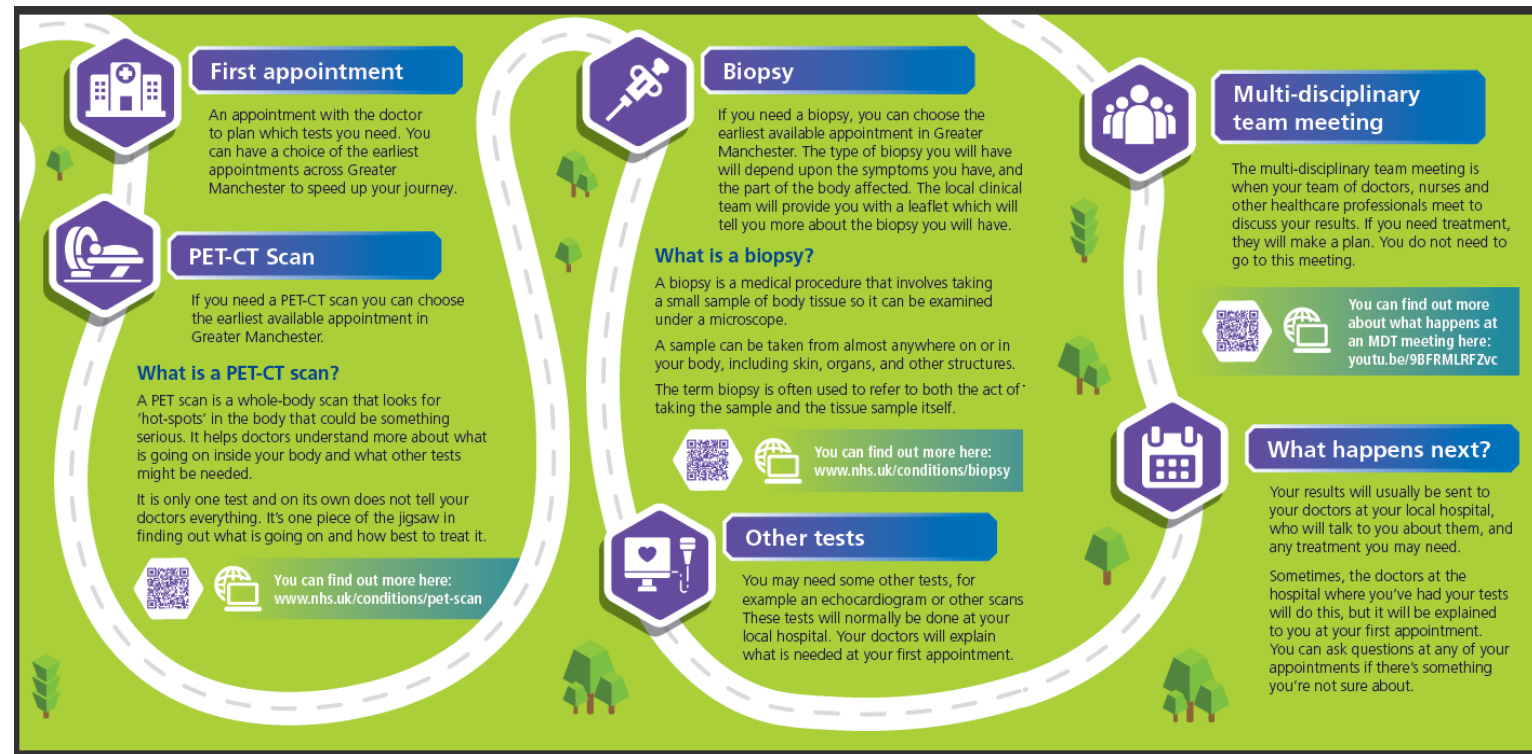 First appointment
An appointment with the doctor
to plan which tests you need. You
can have a choice of the earliest
appointments across Greater
Manchester to speed up your journey.
PET-CT Scan
If you need a PET-CT scan you can choose
the earliest available appointment in
Greater Manchester.
What is a PET-CT scan?
A PET scan is a whole-body scan that looks for
‘hot-spots’ in the body that could be something
serious. It helps doctors understand more about what
is going on inside your body and what other tests
might be needed.
It is only one test and on its own does not tell your
doctors everything. It’s one piece of the jigsaw in
finding out what is going on and how best to treat it.
You can find out more here:
www.nhs.uk/conditions/pet-scan
Biopsy
If you need a biopsy, you can choose the
earliest available appointment in Greater
Manchester. The type of biopsy you will have
will depend upon the symptoms you have, and
the part of the body affected. The local clinical
team will provide you with a leaflet which will
tell you more about the biopsy you will have.
What is a biopsy?
A biopsy is a medical procedure that involves taking
a small sample of body tissue so it can be examined
under a microscope.
A sample can be taken from almost anywhere on or in
your body, including skin, organs, and other structures.
The term biopsy is often used to refer to both the act of
taking the sample and the tissue sample itself.
You can find out more here:
www.nhs.uk/conditions/biopsy
Other tests
You may need some other tests, for
example an echocardiogram or other scans
These tests will normally be done at your
local hospital. Your doctors will explain
what is needed at your first appointment.
Multi-disciplinary
team meeting
The multi-disciplinary team meeting is
when your team of doctors, nurses and
other healthcare professionals meet to
discuss your results. If you need treatment,
they will make a plan. You do not need to
go to this meeting.
You can find out more
about what happens at
an MDT meeting here:
youtu.be/9BFRMLRFZvc
What happens next?
Your results will usually be sent to
your doctors at your local hospital,
who will talk to you about them, and
any treatment you may need.
Sometimes, the doctors at the
hospital where you’ve had your tests
will do this, but it will be explained
to you at your first appointment.
You can ask questions at any of your
appointments if there’s something
you’re not sure about.